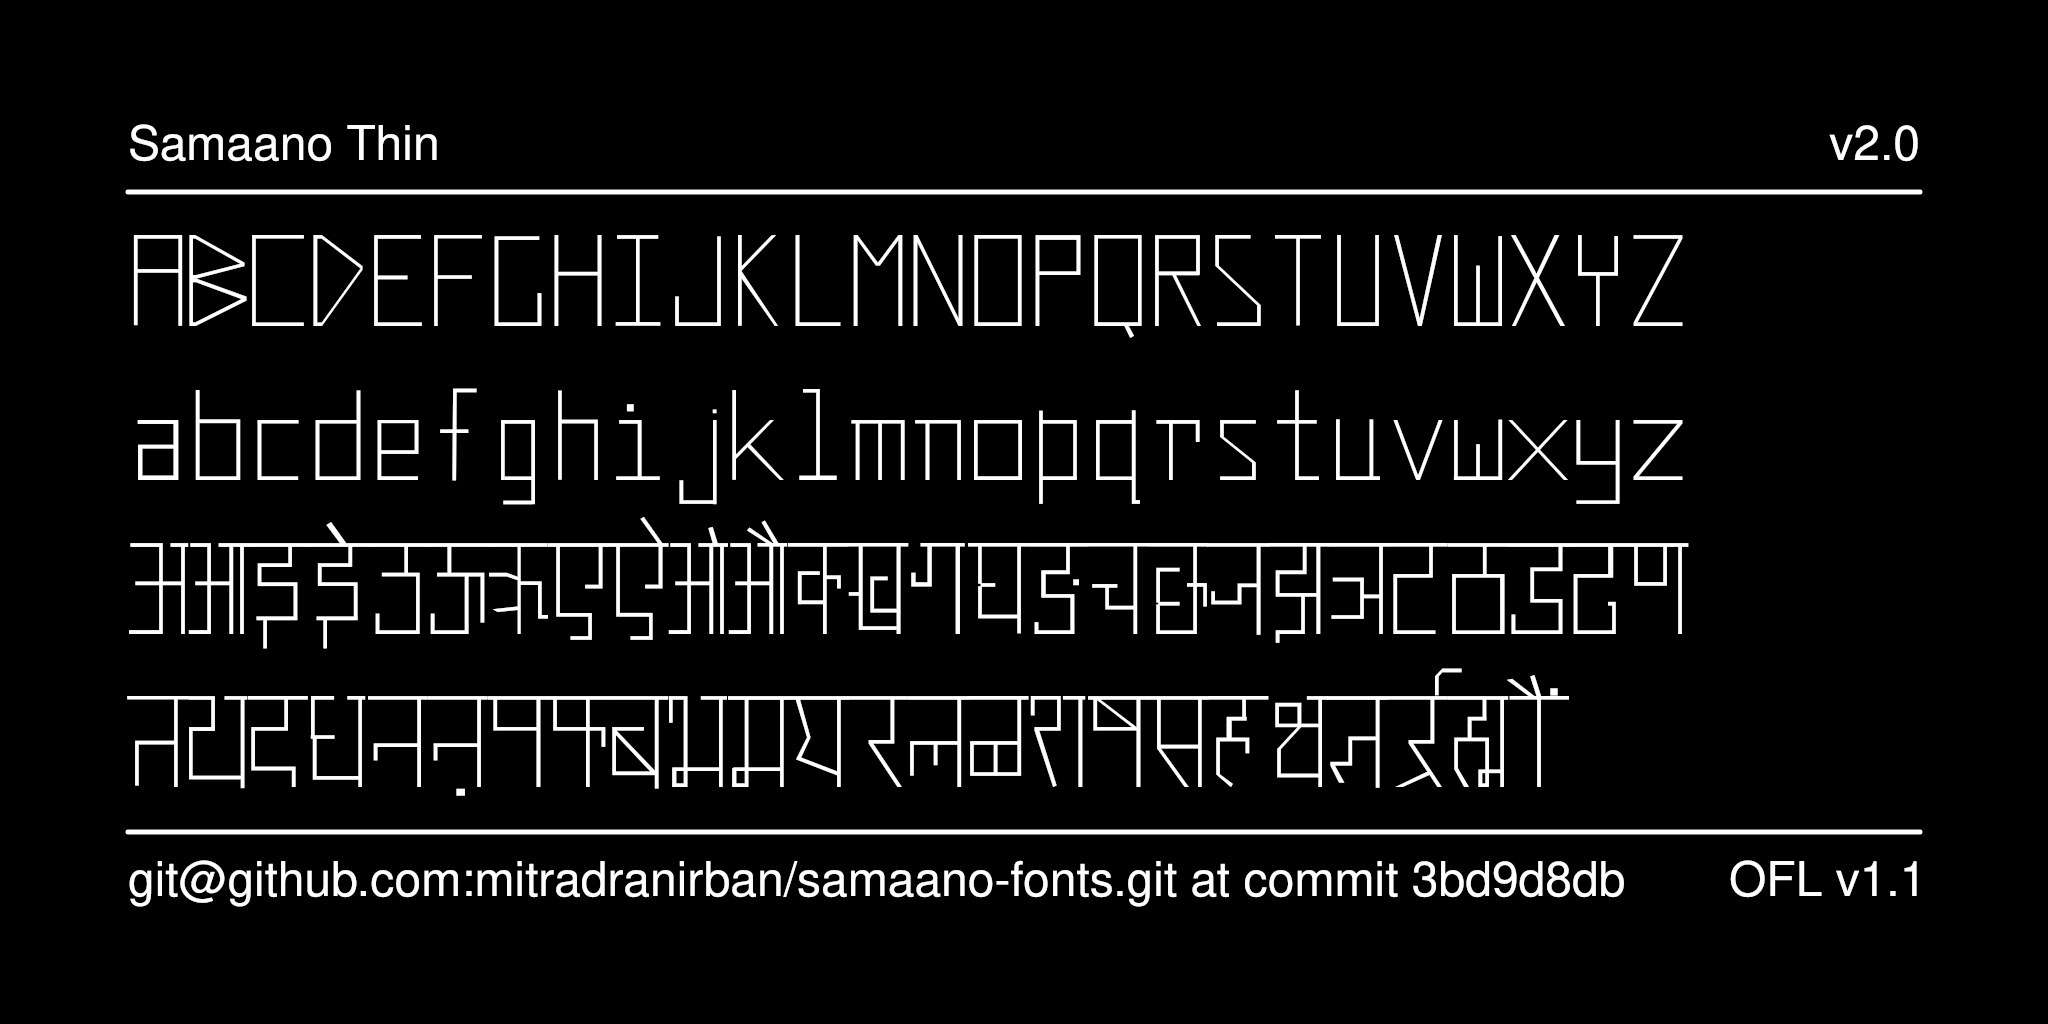 Samaano Thin v2.0
ABCDEFGHIJKLMNOPQRSTUVWXYZ
abcdefghijklmnopqrstuvwxyz
अआइईउऊऋएऐओऔकखगघङचछजझञटठडढण
तथदधनऩपफबभमयरलळशषसह
git@github.com:mitradranirban/samaano-fonts.git at commit 3bd9d8db OFL v1.1